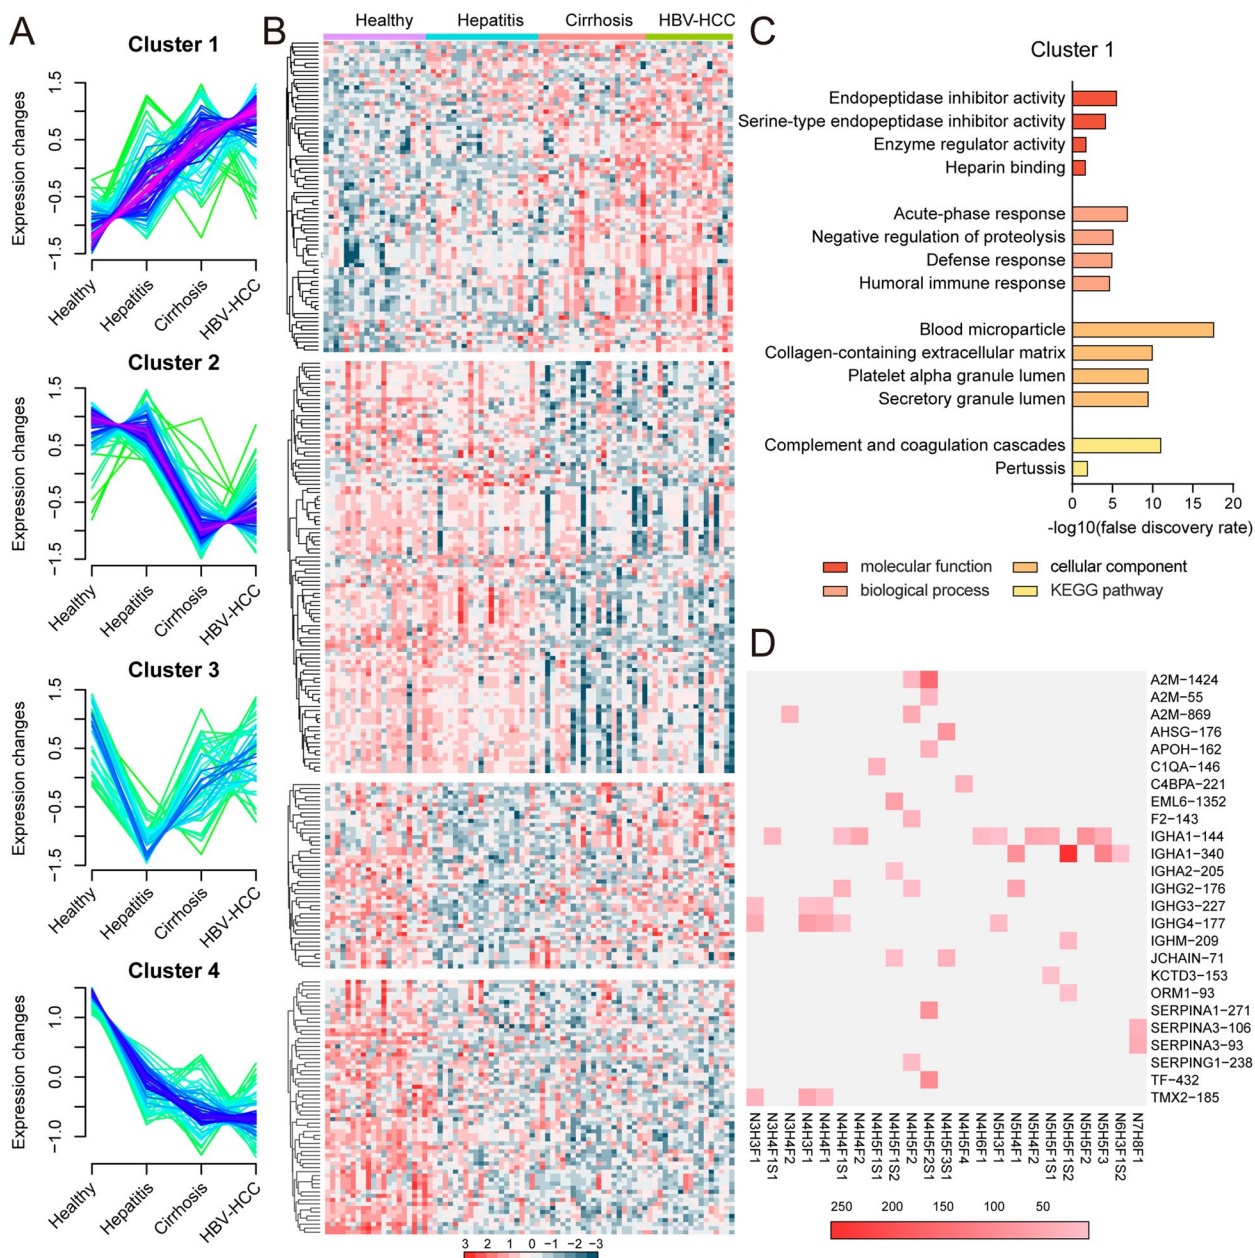 A
Cluster 1
Expression changes
1.5
0.5
−0.5
−1.5
Healthy
Hepatitis
Cirrhosis
HBV-HCC
Cluster 2
Expression changes
1.5
0.5
−0.5
−1.5
Healthy
Hepatitis
Cirrhosis
HBV-HCC
Cluster 3
Expression changes
1.5
0.5
−0.5
−1.5
Healthy
Hepatitis
Cirrhosis
HBV-HCC
Cluster 4
Expression changes
1.0
0.0
−1.0
Healthy
Hepatitis
Cirrhosis
HBV-HCC
B
Healthy Hepatitis Cirrhosis HBV-HCC
3 2 1 0 −1 −2 −3
C
Cluster 1
Endopeptidase inhibitor activity
Serine-type endopeptidase inhibitor activity
Enzyme regulator activity
Heparin binding
Acute-phase response
Negative regulation of proteolysis
Defense response
Humoral immune response
Blood microparticle
Collagen-containing extracellular matrix
Platelet alpha granule lumen
Secretory granule lumen
Complement and coagulation cascades
Pertussis
0 5 10 15 20
-log10(false discovery rate)
molecular function
cellular component
biological process
KEGG pathway
D
A2M−1424
A2M−55
A2M−869
AHSG−176
APOH−162
C1QA−146
C4BPA−221
EML6−1352
F2−143
IGHA1−144
IGHA1−340
IGHA2−205
IGHG2−176
IGHG3−227
IGHG4−177
IGHM−209
JCHAIN−71
KCTD3−153
ORM1−93
SERPINA1−271
SERPINA3−106
SERPINA3−93
SERPING1−238
TF−432
TMX2−185
N3H3F1
N3H4F1S1
N3H4F2
N4H3F1
N4H4F1
N4H4F1S1
N4H4F2
N4H5F1S1
N4H5F1S2
N4H5F2
N4H5F2S1
N4H5F3S1
N4H5F4
N4H6F1
N5H3F1
N5H4F1
N5H4F2
N5H5F1S1
N5H5F1S2
N5H5F2
N5H5F3
N6H3F1S2
N7H8F1
250 200 150 100 50